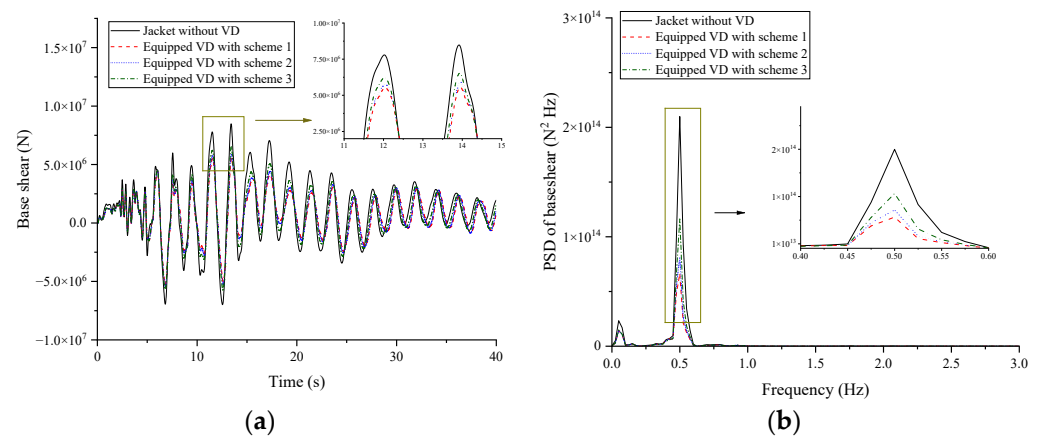 1.5×10⁷
1.0×10⁷
5.0×10⁶
0.0
−5.0×10⁶
−1.0×10⁷
Base shear (N)
0 10 20 30 40
Time (s)
Jacket without VD
Equipped VD with scheme 1
Equipped VD with scheme 2
Equipped VD with scheme 3
1.0×10⁷
7.5×10⁶
5.0×10⁶
2.5×10⁶
11 12 13 14 15
(a)
3×10¹⁴
2×10¹⁴
1×10¹⁴
0
PSD of baseshear (N² Hz)
0.0 0.5 1.0 1.5 2.0 2.5 3.0
Frequency (Hz)
Jacket without VD
Equipped VD with scheme 1
Equipped VD with scheme 2
Equipped VD with scheme 3
2×10¹⁴
1×10¹⁴
1×10¹³
0.40 0.45 0.50 0.55 0.60
(b)